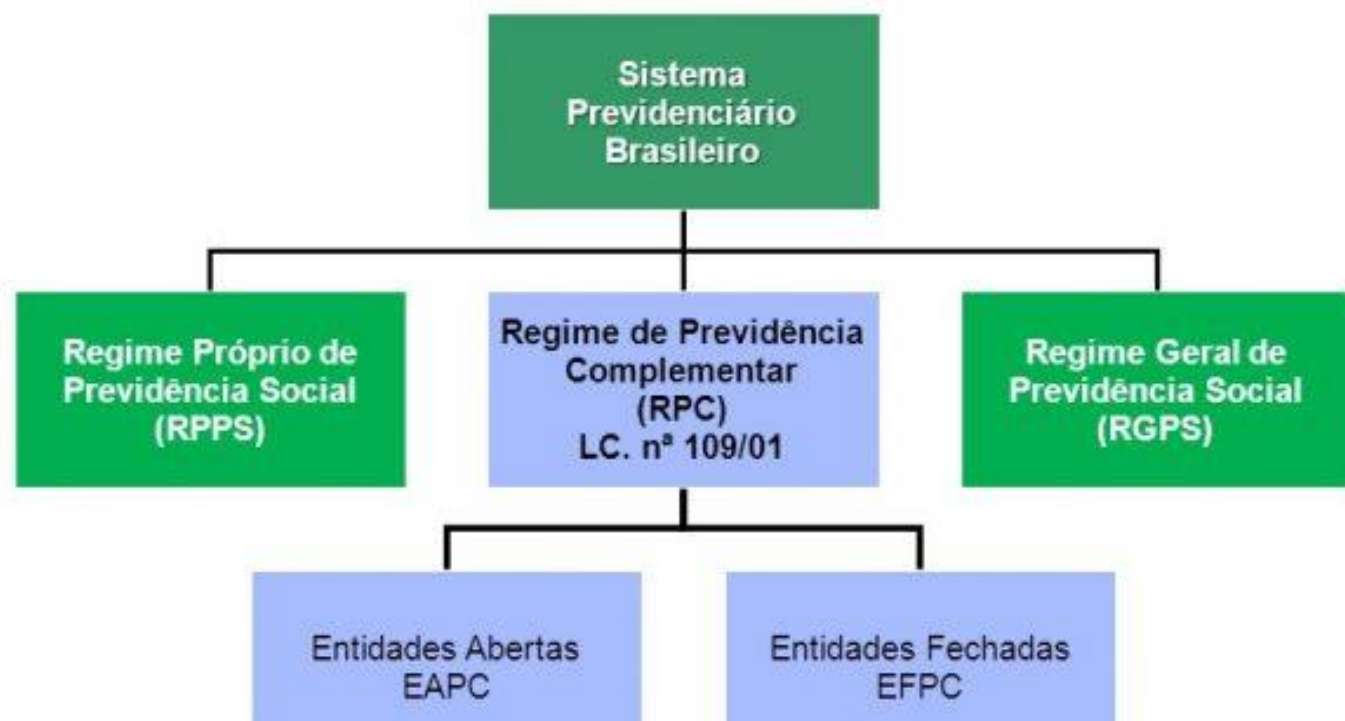 Sistema
Previdenciário
Brasileiro
Regime Próprio de
Previdência Social
(RPPS)
Regime de Previdência
Complementar
(RPC)
LC. nª 109/01
Regime Geral de
Previdência Social
(RGPS)
Entidades Abertas
EAPC
Entidades Fechadas
EFPC